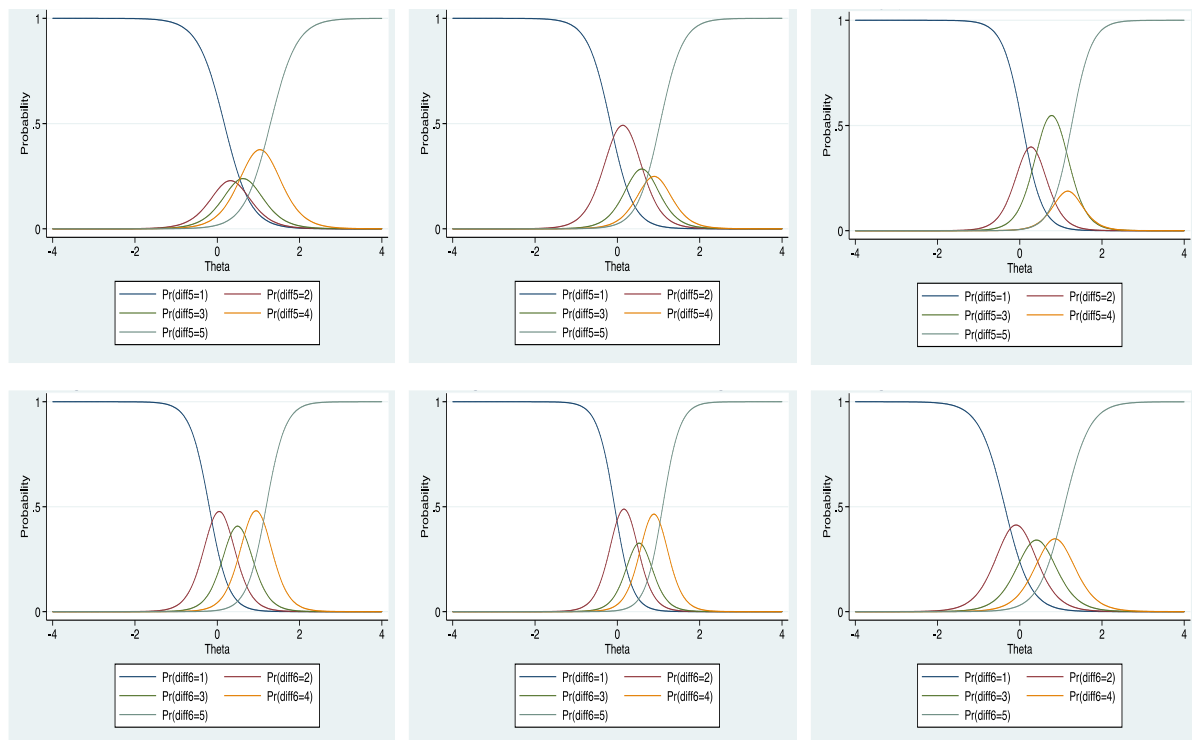 1
.5
0
Probability
-4 -2 0 2 4
Theta
Pr(diff5=1) Pr(diff5=2)
Pr(diff5=3) Pr(diff5=4)
Pr(diff5=5)
1
.5
0
Probability
-4 -2 0 2 4
Theta
Pr(diff5=1) Pr(diff5=2)
Pr(diff5=3) Pr(diff5=4)
Pr(diff5=5)
1
.5
0
Probability
-4 -2 0 2 4
Theta
Pr(diff5=1) Pr(diff5=2)
Pr(diff5=3) Pr(diff5=4)
Pr(diff5=5)
1
.5
0
Probability
-4 -2 0 2 4
Theta
Pr(diff6=1) Pr(diff6=2)
Pr(diff6=3) Pr(diff6=4)
Pr(diff6=5)
1
.5
0
Probability
-4 -2 0 2 4
Theta
Pr(diff6=1) Pr(diff6=2)
Pr(diff6=3) Pr(diff6=4)
Pr(diff6=5)
1
.5
0
Probability
-4 -2 0 2 4
Theta
Pr(diff6=1) Pr(diff6=2)
Pr(diff6=3) Pr(diff6=4)
Pr(diff6=5)